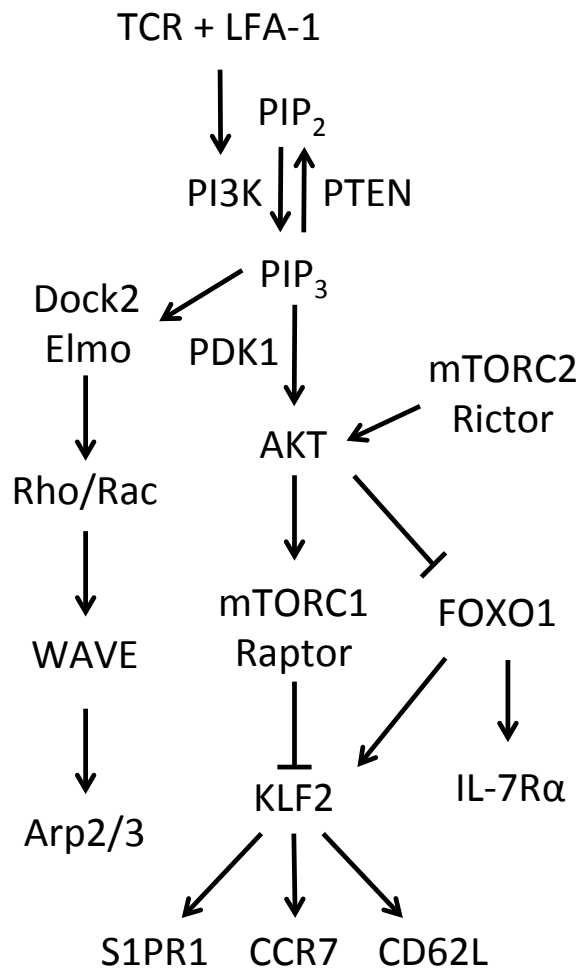 TCR + LFA-1
PIP₂
PI3K
PTEN
PIP₃
Dock2
Elmo
PDK1
mTORC2
Rictor
AKT
Rho/Rac
mTORC1
Raptor
FOXO1
WAVE
KLF2
IL-7Rα
Arp2/3
S1PR1
CCR7
CD62L